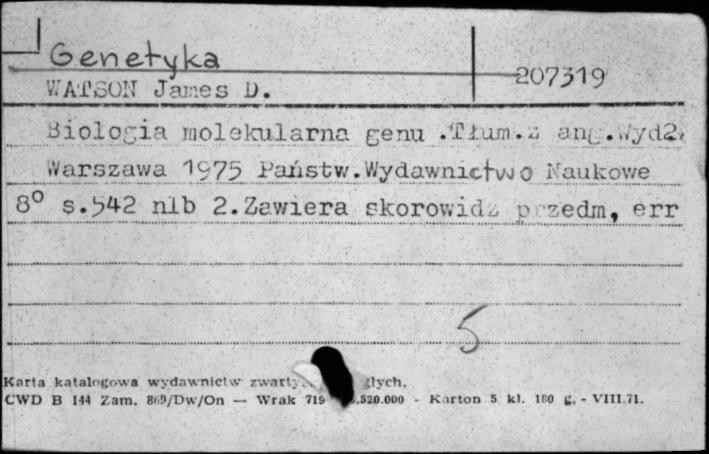 Genetyka
207319
WATSON James D.
Biologia molekularna genu .Tłum.z ang.Wyd2.
Warszawa 1975 Państw.Wydawnictwo Naukowe
8° s.542 nlb 2.Zawiera skorowidz przedm, err
5
Karta katalogowa wydawnictw
CWD B 144 Zam. 869/Dw/On — Wrak 719 .520.000 - Karton 5 kl. 180 g. - VIII.71.